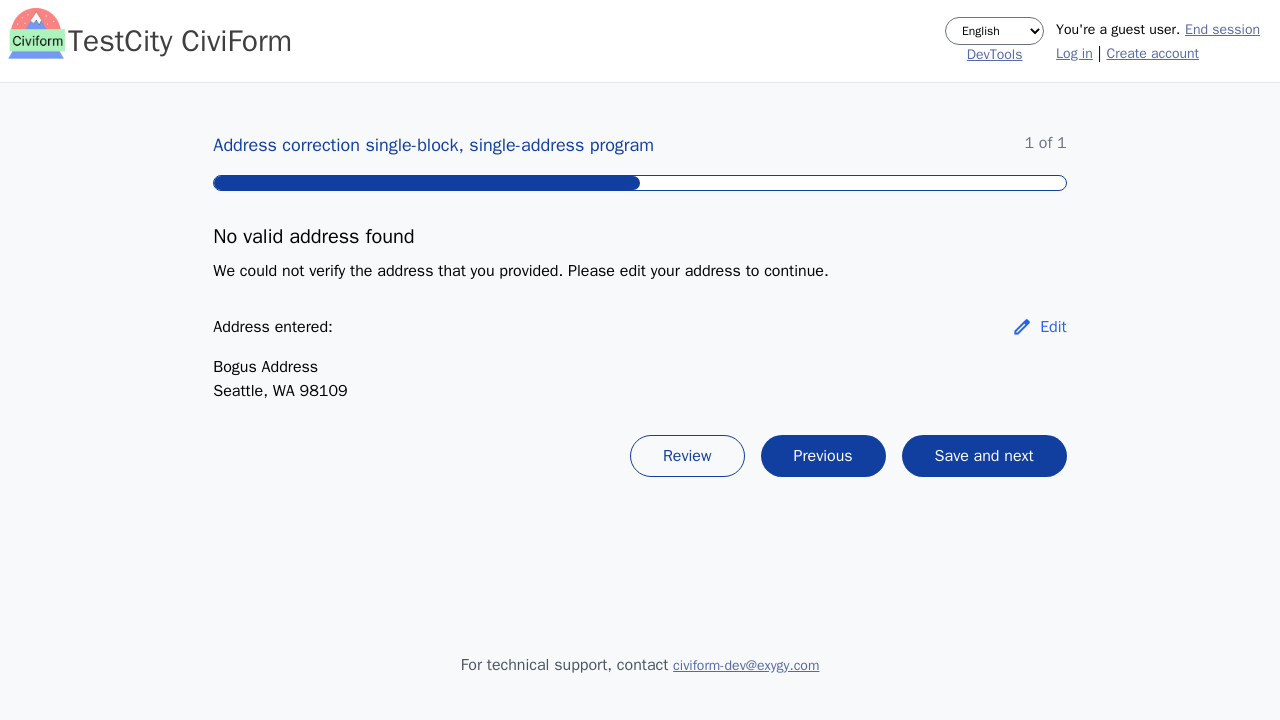 Civiform
TestCity CiviForm
English
DevTools
You're a guest user. End session
Log in | Create account
Address correction single-block, single-address program
1 of 1
No valid address found
We could not verify the address that you provided. Please edit your address to continue.
Address entered:
Edit
Bogus Address
Seattle, WA 98109
Review
Previous
Save and next
For technical support, contact civiform-dev@exygy.com